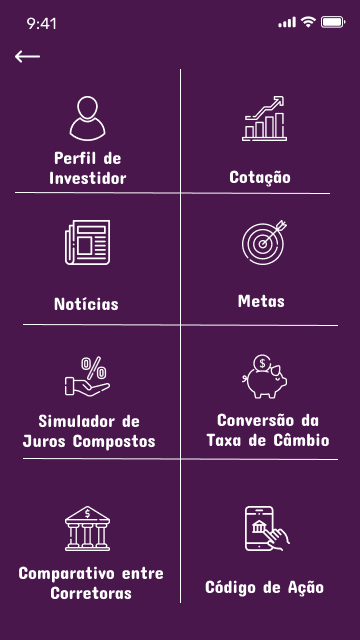 9:41
Perfil de
Investidor
Cotação
Notícias
Metas
Simulador de
Juros Compostos
Conversão da
Taxa de Câmbio
Comparativo entre
Corretoras
Código de Ação